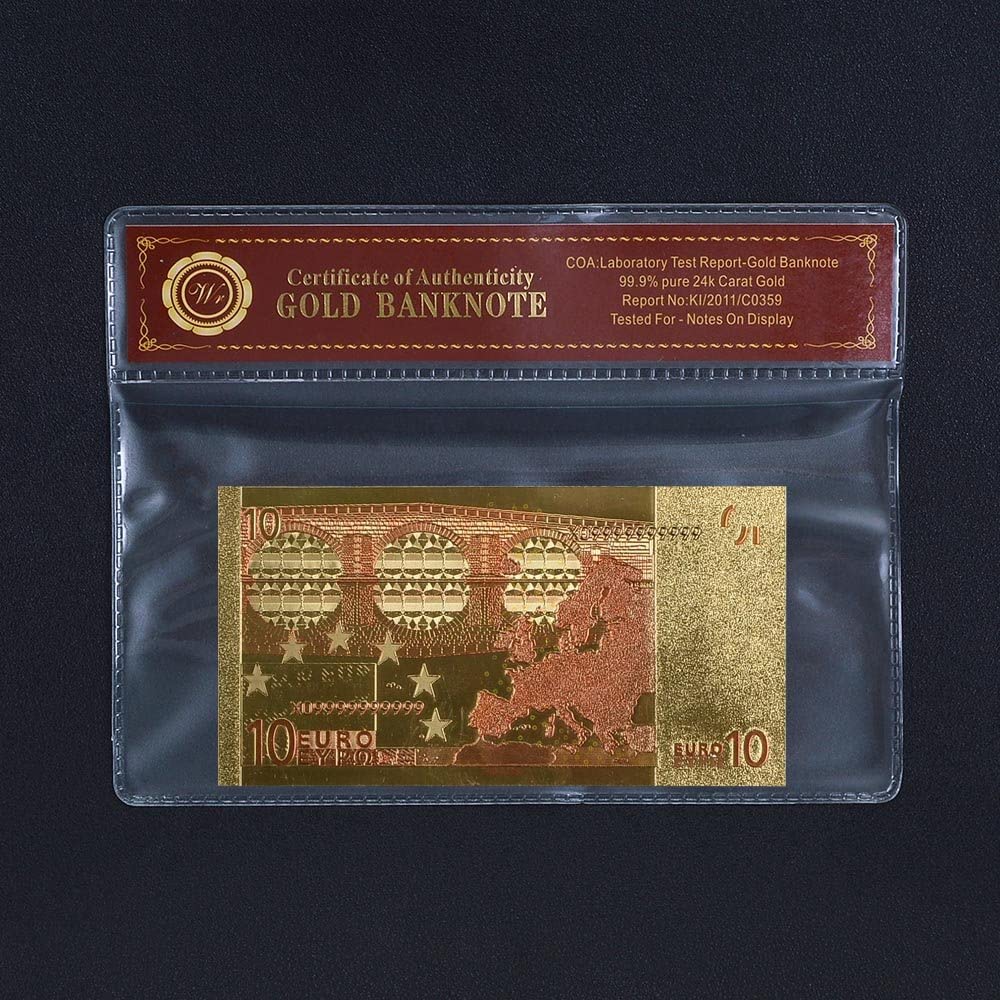 Wr
Certificate of Authenticity
GOLD BANKNOTE
COA:Laboratory Test Report-Gold Banknote
99.9% pure 24k Carat Gold
Report No:KI/2011/C0359
Tested For - Notes On Display
10
10 EURO
EYPΩ
EURO 10